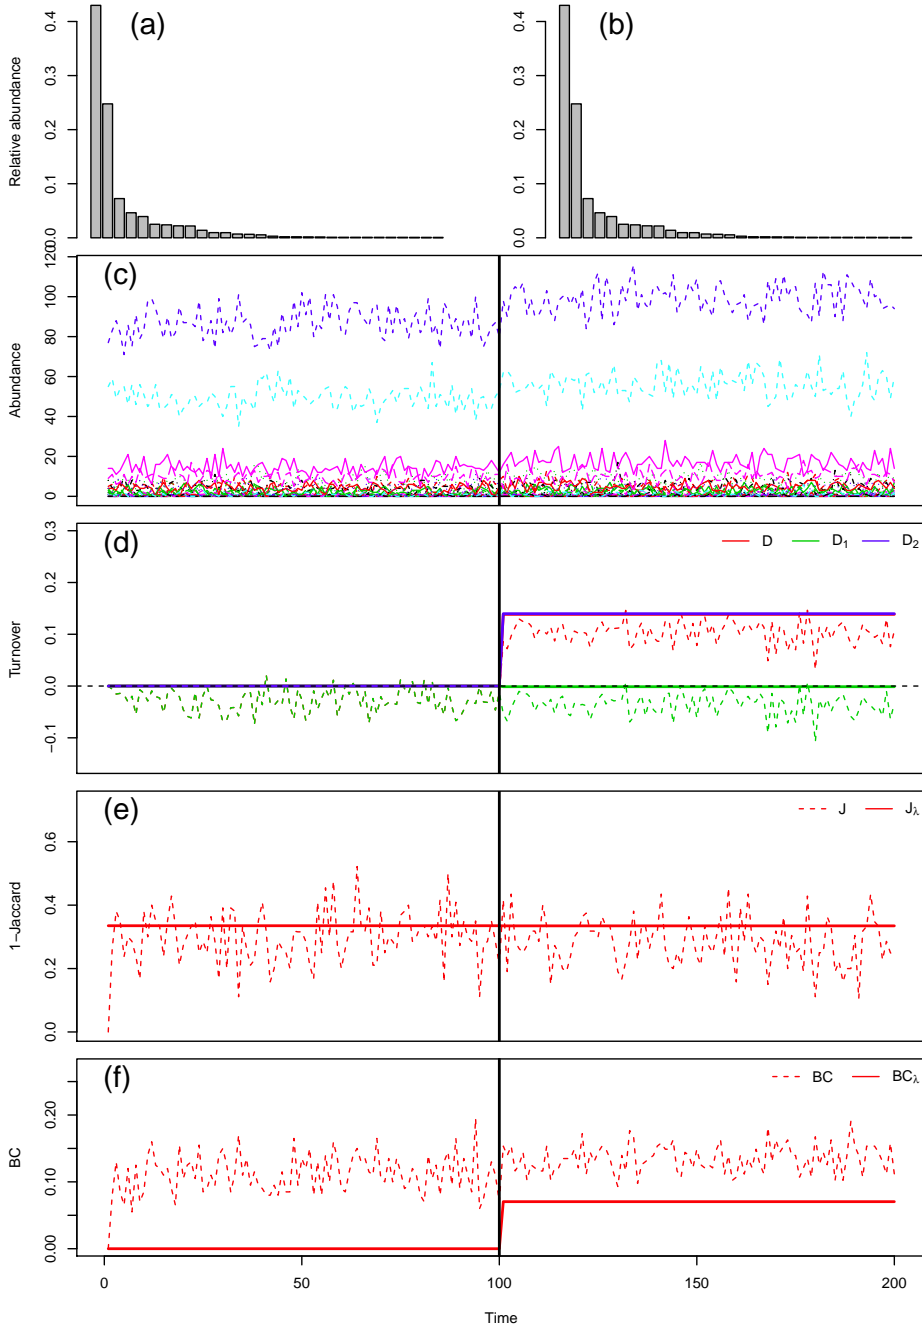 (a)
(b)
Relative abundance
0.0 0.1 0.2 0.3 0.4
0.0 0.1 0.2 0.3 0.4
(c)
Abundance
0 20 40 60 80 100 120
(d)
D D1 D2
Turnover
−0.1 0.0 0.1 0.2 0.3
(e)
J Jλ
1−Jaccard
0.0 0.2 0.4 0.6
(f)
BC BCλ
BC
0.00 0.10 0.20
0 50 100 150 200
Time